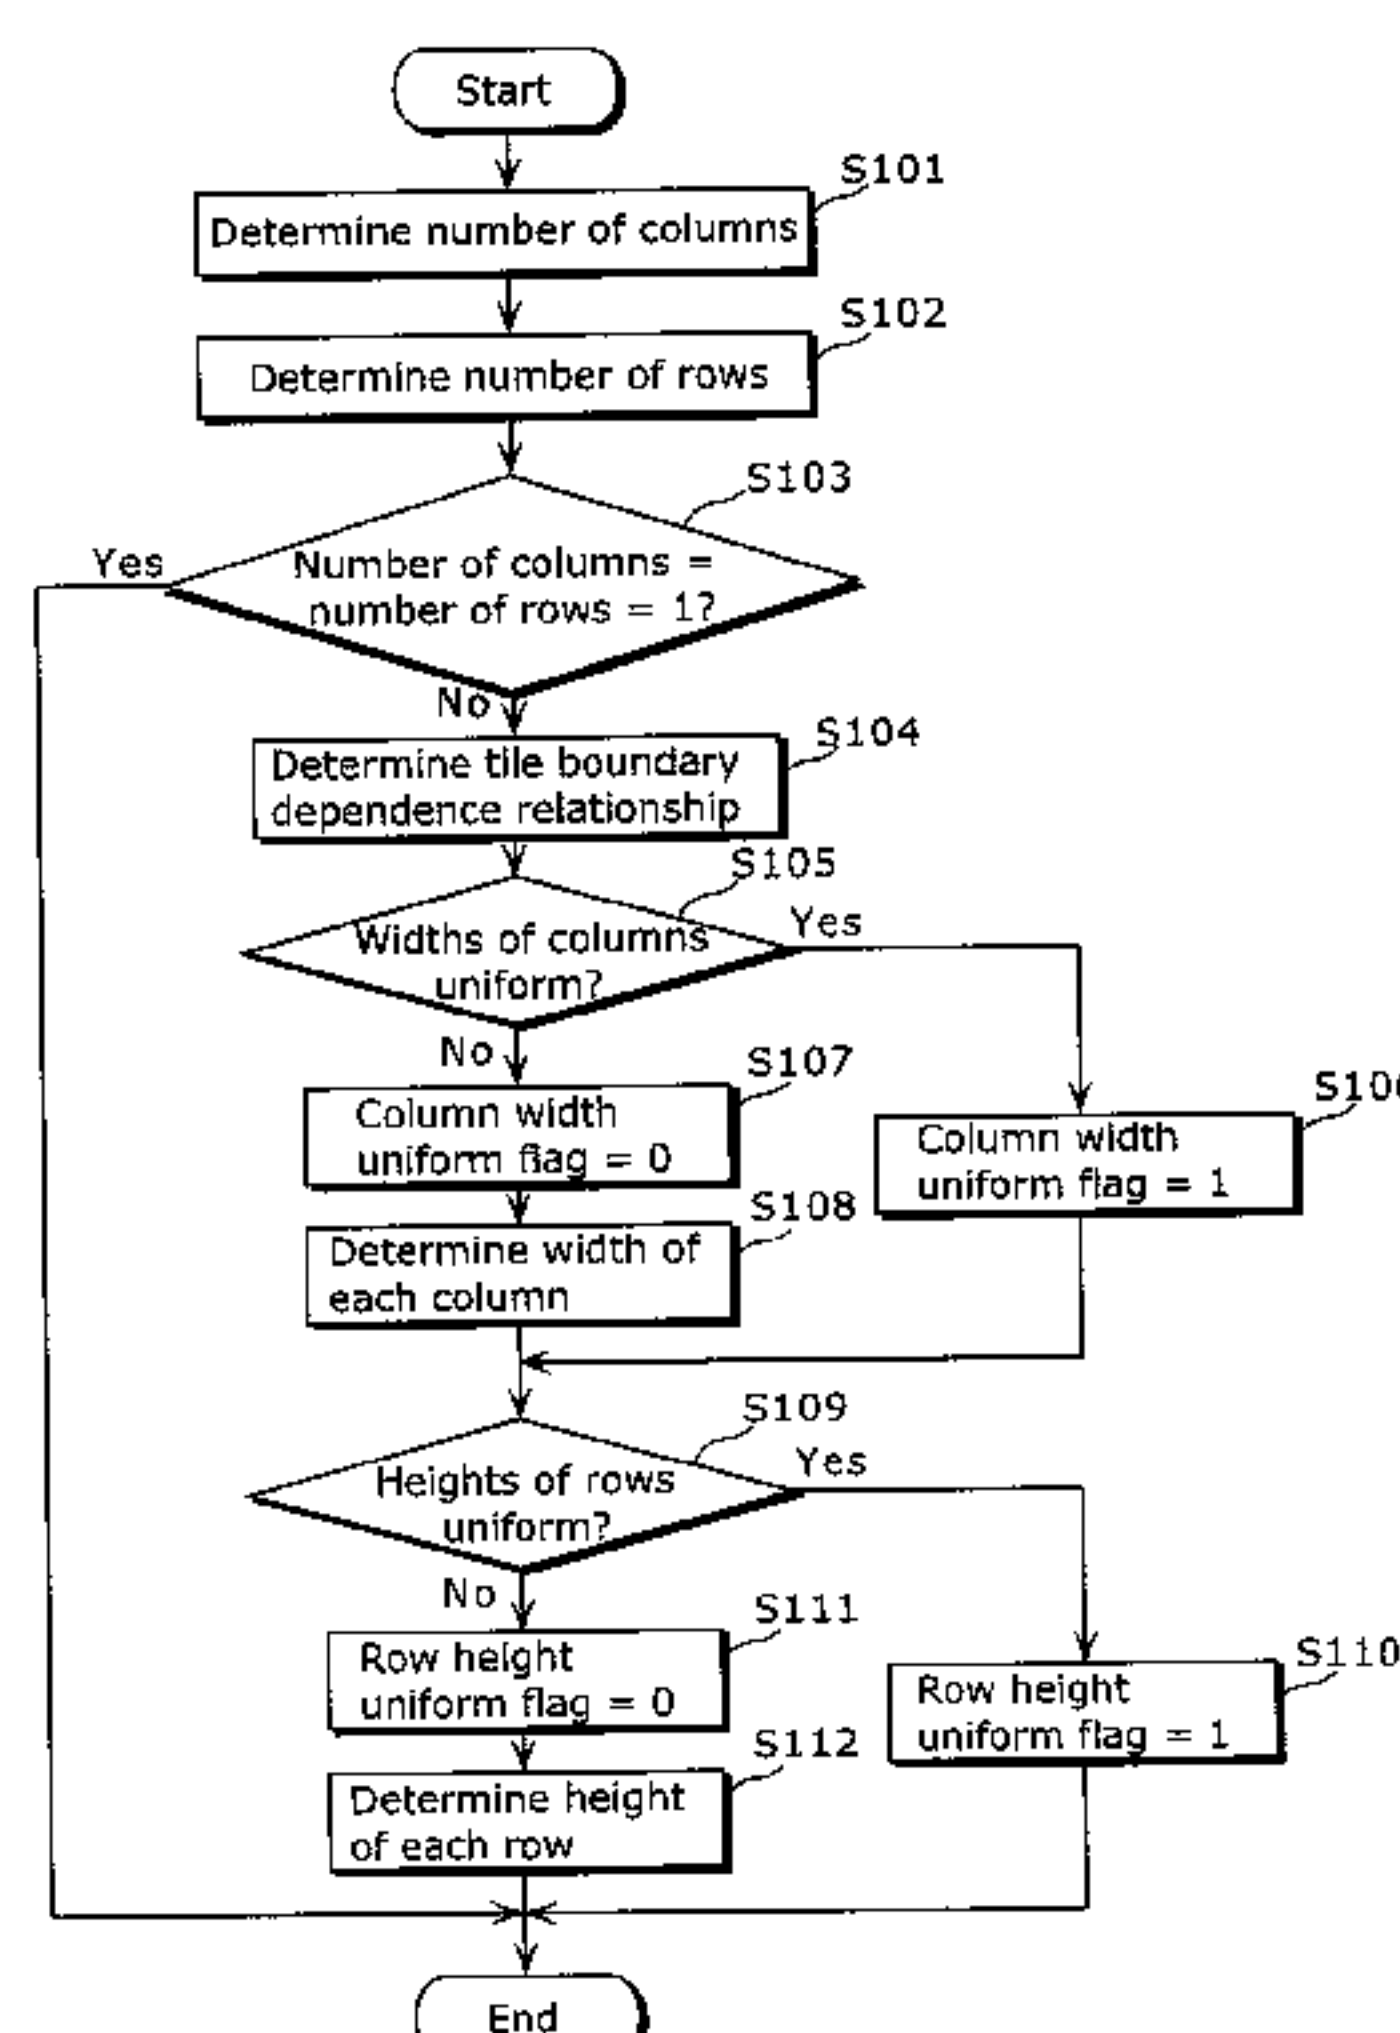 Start
S101
Determine number of columns
S102
Determine number of rows
S103
Yes
Number of columns =
number of rows = 1?
No
S104
Determine tile boundary
dependence relationship
S105
Yes
Widths of columns
uniform?
No
S107
Column width
uniform flag = 0
S106
Column width
uniform flag = 1
S108
Determine width of
each column
S109
Yes
Heights of rows
uniform?
No
S111
Row height
uniform flag = 0
S110
Row height
uniform flag = 1
S112
Determine height
of each row
End